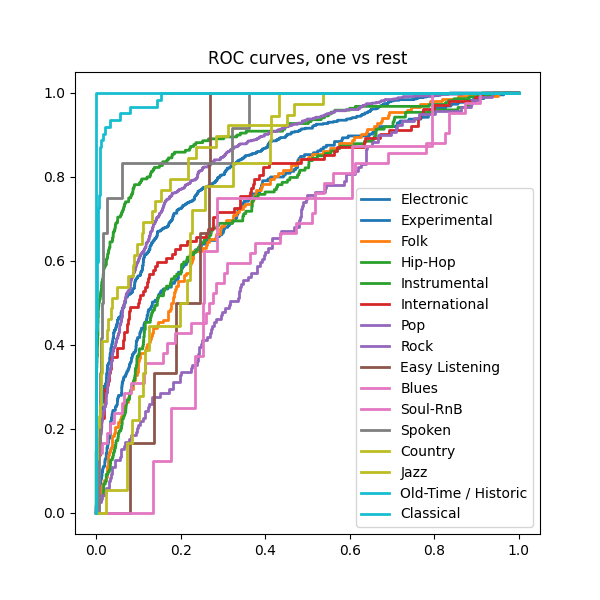 ROC curves, one vs rest
1.0
0.8
0.6
0.4
0.2
0.0
0.0 0.2 0.4 0.6 0.8 1.0
Electronic
Experimental
Folk
Hip-Hop
Instrumental
International
Pop
Rock
Easy Listening
Blues
Soul-RnB
Spoken
Country
Jazz
Old-Time / Historic
Classical